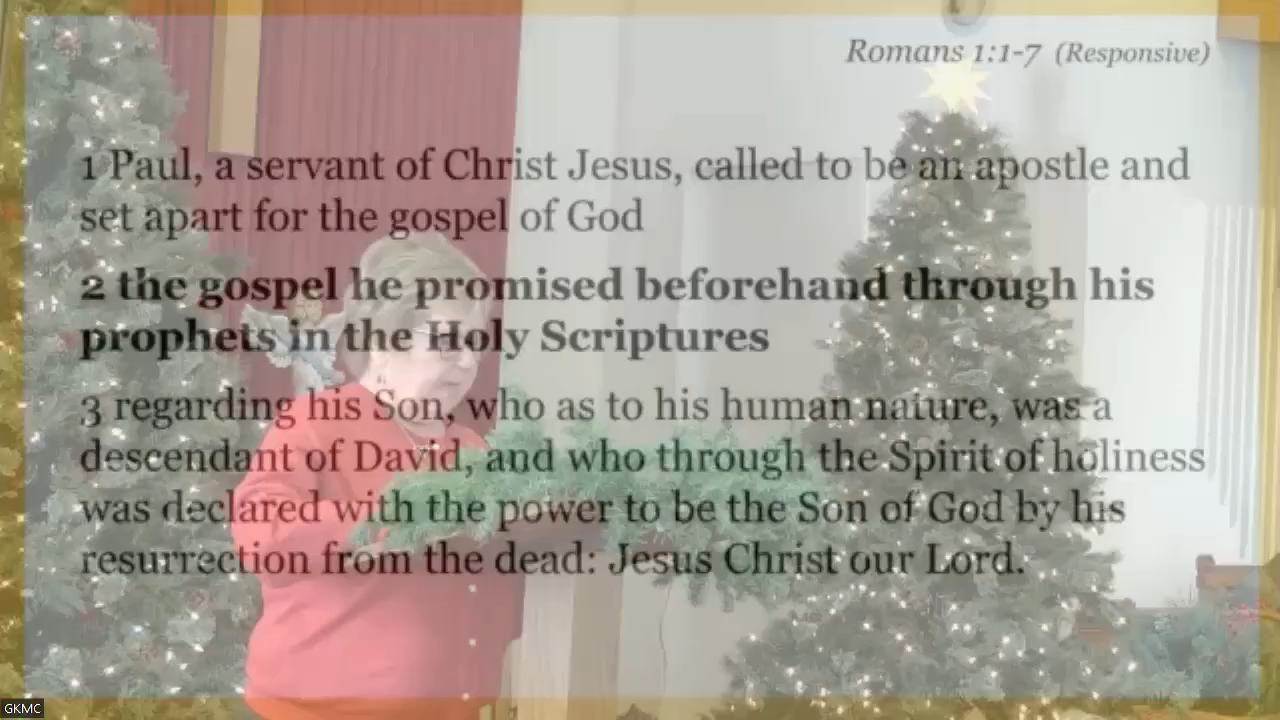 Romans 1:1-7 (Responsive)
1 Paul, a servant of Christ Jesus, called to be an apostle and
set apart for the gospel of God
2 the gospel he promised beforehand through his
prophets in the Holy Scriptures
3 regarding his Son, who as to his human nature, was a
descendant of David, and who through the Spirit of holiness
was declared with the power to be the Son of God by his
resurrection from the dead: Jesus Christ our Lord.
GKMC